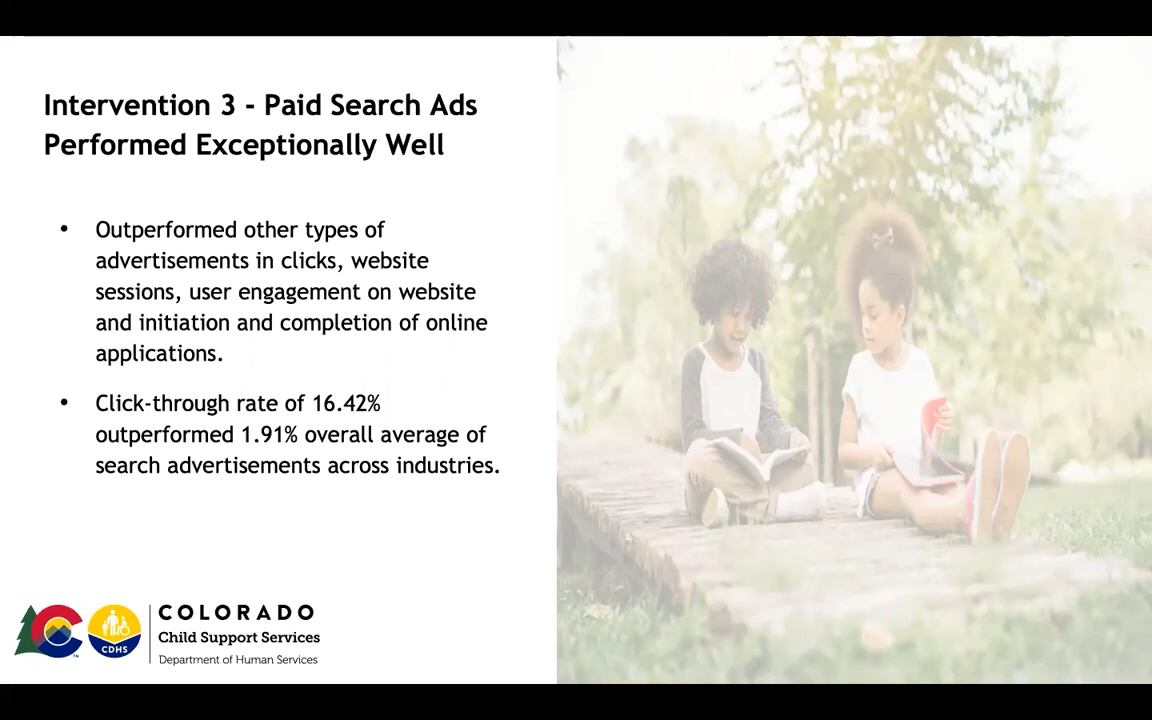 Intervention 3 - Paid Search Ads
Performed Exceptionally Well
• Outperformed other types of
advertisements in clicks, website
sessions, user engagement on website
and initiation and completion of online
applications.
• Click-through rate of 16.42%
outperformed 1.91% overall average of
search advertisements across industries.
CDHS
COLORADO
Child Support Services
Department of Human Services